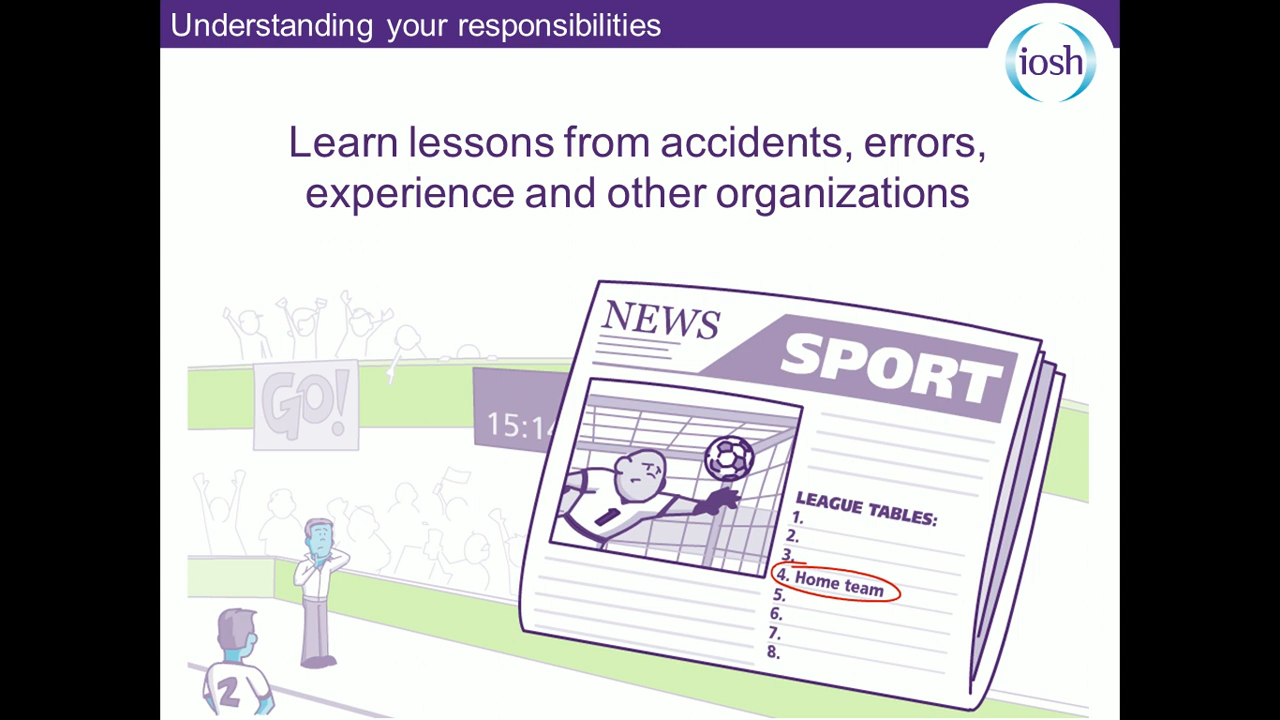 Understanding your responsibilities
iosh
Learn lessons from accidents, errors,
experience and other organizations
NEWS
SPORT
GO!
15:14
1
LEAGUE TABLES:
1.
2.
3.
4. Home team
5.
6.
7.
8.
2